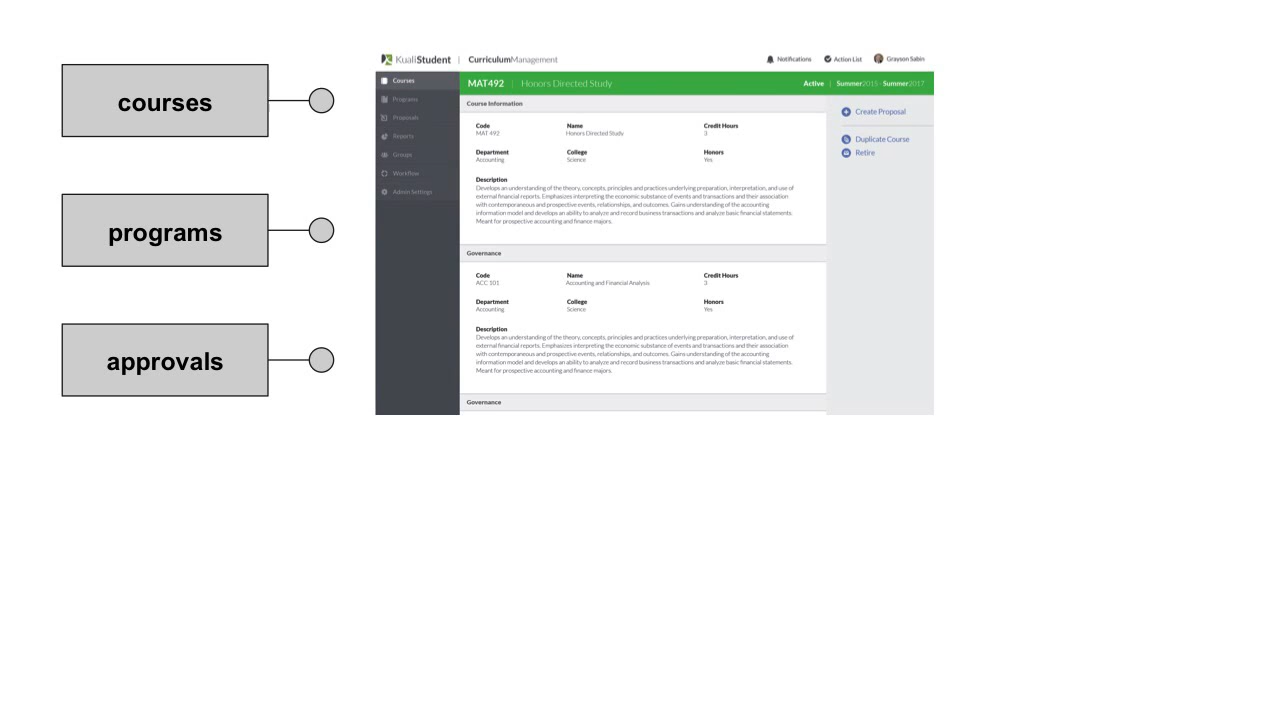 courses
programs
approvals
KualiStudent | CurriculumManagement
Notifications
Action List
Grayson Sabin
Courses
Programs
Proposals
Reports
Groups
Workflow
Admin Settings
MAT492 | Honors Directed Study
Active | Summer2015 - Summer2017
Course Information
Code Name Credit Hours
MAT 492 Honors Directed Study 3
Department College Honors
Accounting Science Yes
Description
Develops an understanding of the theory, concepts, principles and practices underlying preparation, interpretation, and use of
external financial reports. Emphasizes interpreting the economic substance of events and transactions and their association
with contemporaneous and prospective events, relationships, and outcomes. Gains understanding of the accounting
information model and develops an ability to analyze and record business transactions and analyze basic financial statements.
Meant for prospective accounting and finance majors.
Governance
Code Name Credit Hours
ACC 101 Accounting and Financial Analysis 3
Department College Honors
Accounting Science Yes
Description
Develops an understanding of the theory, concepts, principles and practices underlying preparation, interpretation, and use of
external financial reports. Emphasizes interpreting the economic substance of events and transactions and their association
with contemporaneous and prospective events, relationships, and outcomes. Gains understanding of the accounting
information model and develops an ability to analyze and record business transactions and analyze basic financial statements.
Meant for prospective accounting and finance majors.
Governance
Create Proposal
Duplicate Course
Retire